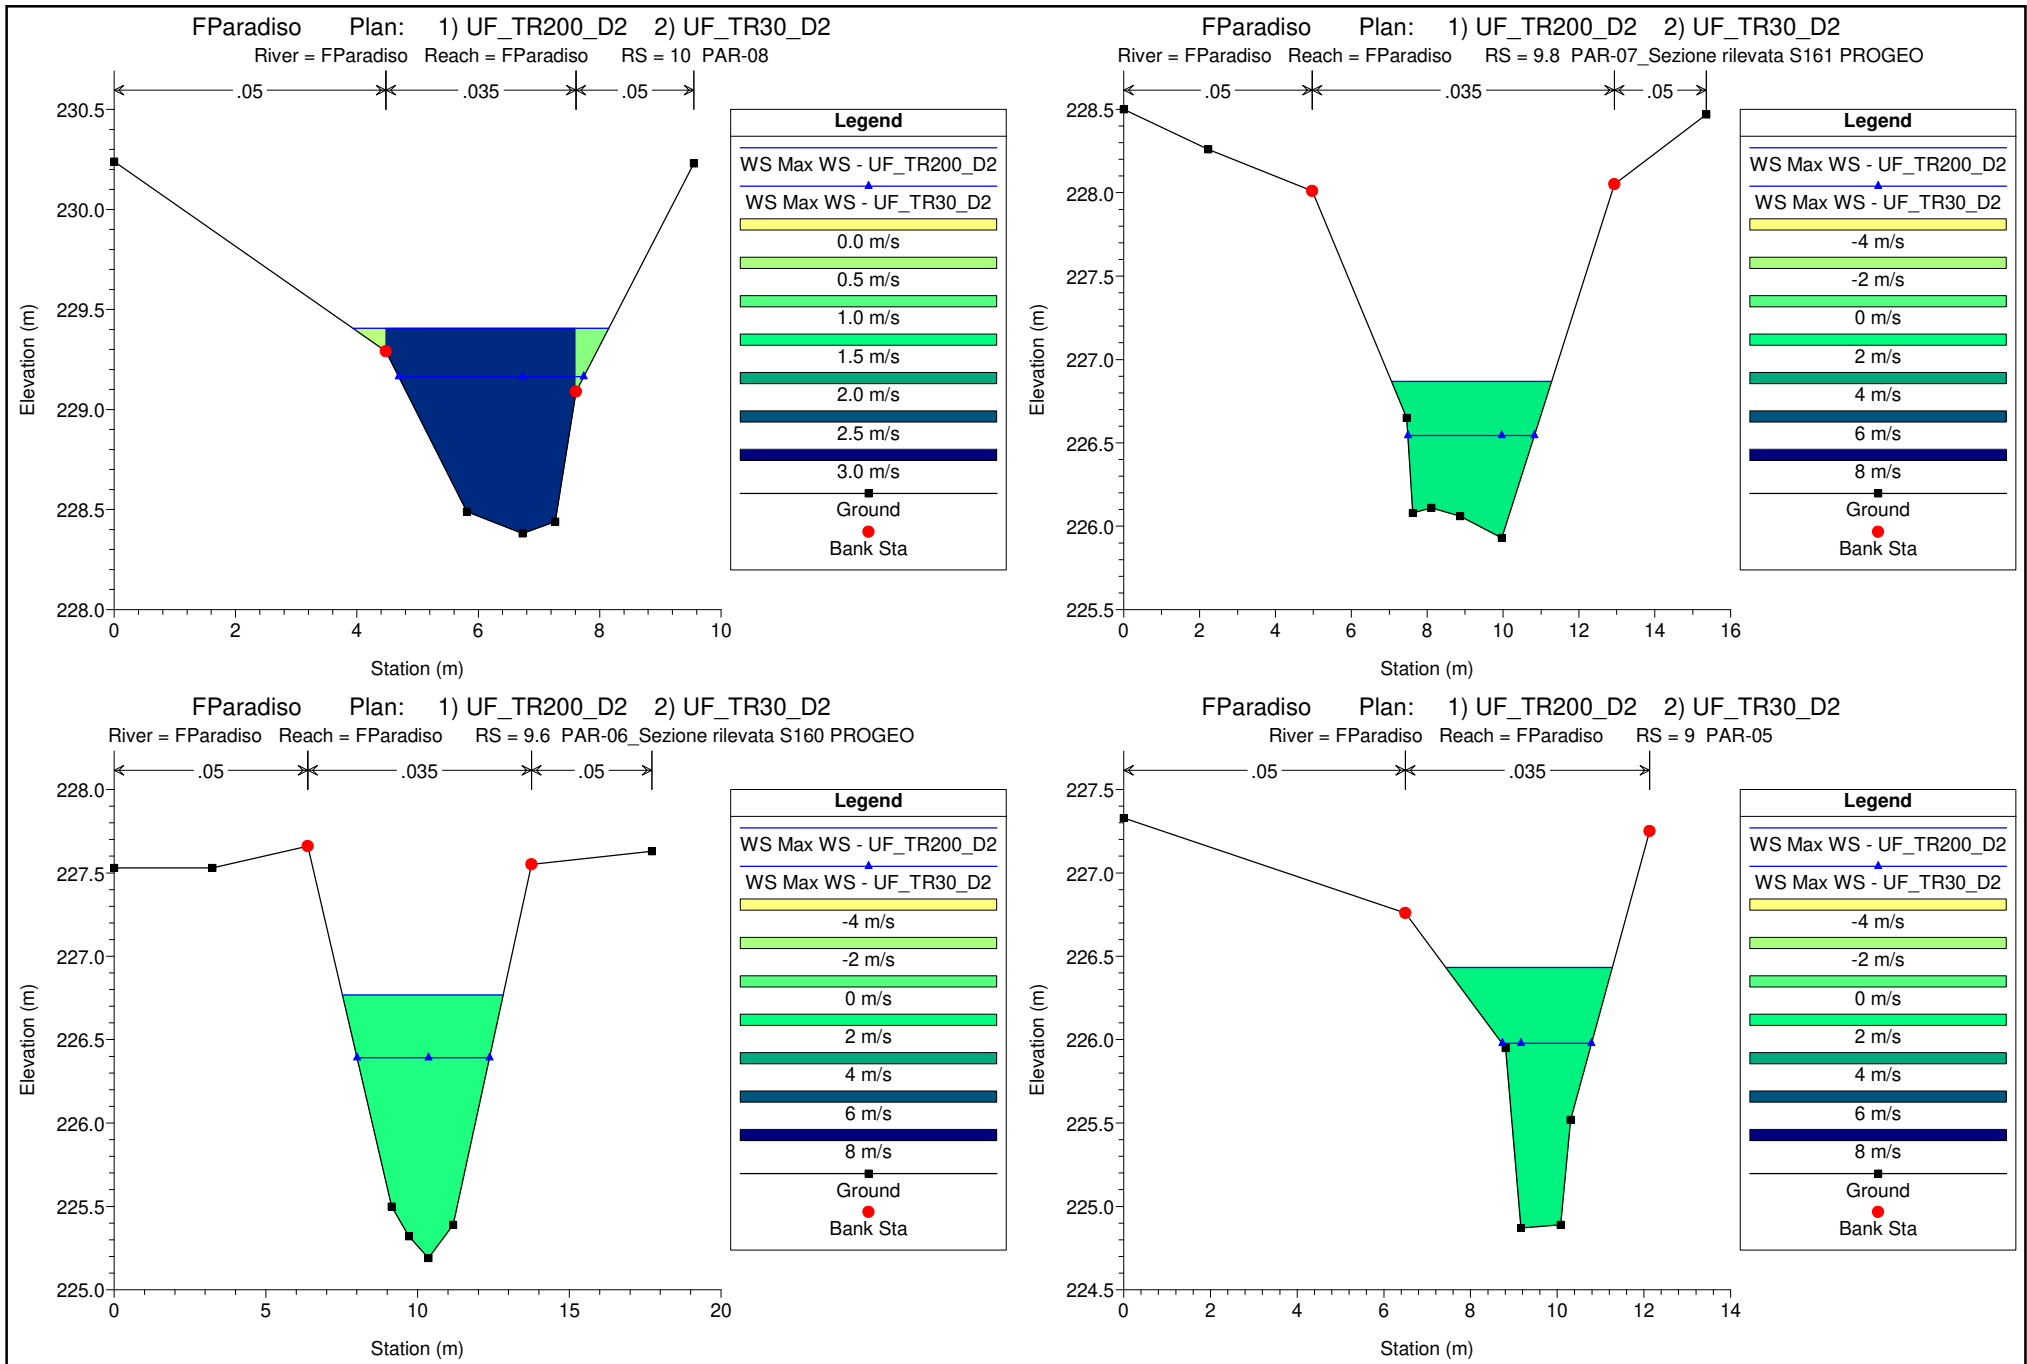 FParadiso Plan: 1) UF_TR200_D2 2) UF_TR30_D2
River = FParadiso Reach = FParadiso RS = 10 PAR-08
.05 .035 .05
230.5
230.0
229.5
229.0
228.5
228.0
Elevation (m)
0 2 4 6 8 10
Station (m)
Legend
WS Max WS - UF_TR200_D2
WS Max WS - UF_TR30_D2
0.0 m/s
0.5 m/s
1.0 m/s
1.5 m/s
2.0 m/s
2.5 m/s
3.0 m/s
Ground
Bank Sta
FParadiso Plan: 1) UF_TR200_D2 2) UF_TR30_D2
River = FParadiso Reach = FParadiso RS = 9.8 PAR-07_Sezione rilevata S161 PROGEO
.05 .035 .05
228.5
228.0
227.5
227.0
226.5
226.0
225.5
Elevation (m)
0 2 4 6 8 10 12 14 16
Station (m)
Legend
WS Max WS - UF_TR200_D2
WS Max WS - UF_TR30_D2
-4 m/s
-2 m/s
0 m/s
2 m/s
4 m/s
6 m/s
8 m/s
Ground
Bank Sta
FParadiso Plan: 1) UF_TR200_D2 2) UF_TR30_D2
River = FParadiso Reach = FParadiso RS = 9.6 PAR-06_Sezione rilevata S160 PROGEO
.05 .035 .05
228.0
227.5
227.0
226.5
226.0
225.5
225.0
Elevation (m)
0 5 10 15 20
Station (m)
Legend
WS Max WS - UF_TR200_D2
WS Max WS - UF_TR30_D2
-4 m/s
-2 m/s
0 m/s
2 m/s
4 m/s
6 m/s
8 m/s
Ground
Bank Sta
FParadiso Plan: 1) UF_TR200_D2 2) UF_TR30_D2
River = FParadiso Reach = FParadiso RS = 9 PAR-05
.05 .035
227.5
227.0
226.5
226.0
225.5
225.0
224.5
Elevation (m)
0 2 4 6 8 10 12 14
Station (m)
Legend
WS Max WS - UF_TR200_D2
WS Max WS - UF_TR30_D2
-4 m/s
-2 m/s
0 m/s
2 m/s
4 m/s
6 m/s
8 m/s
Ground
Bank Sta